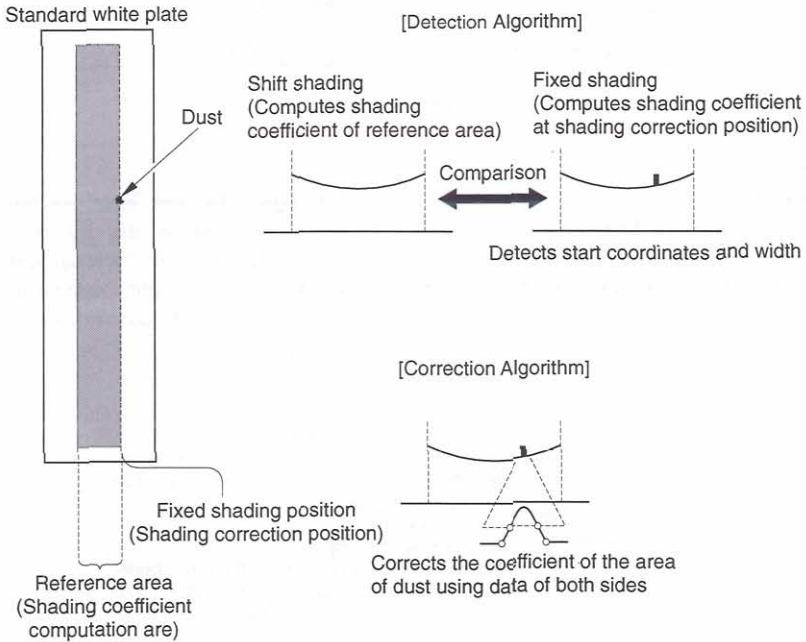 Standard white plate
Dust
Fixed shading position
(Shading correction position)
Reference area
(Shading coefficient
computation are)
[Detection Algorithm]
Shift shading
(Computes shading
coefficient of reference area)
Comparison
Fixed shading
(Computes shading coefficient
at shading correction position)
Detects start coordinates and width
[Correction Algorithm]
Corrects the coefficient of the area
of dust using data of both sides